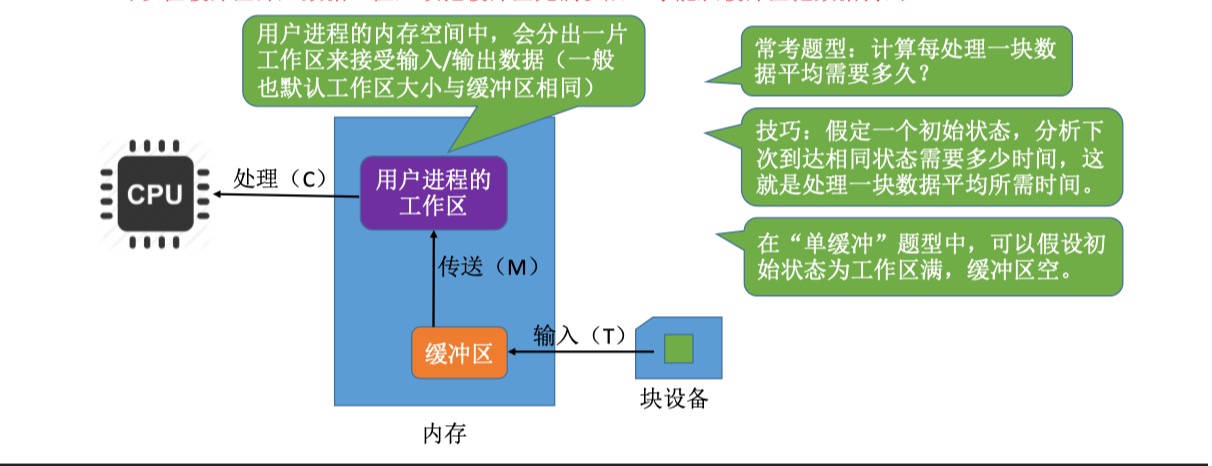 用户进程的内存空间中，会分出一片
工作区来接受输入/输出数据（一般
也默认工作区大小与缓冲区相同）
常考题型：计算每处理一块数
据平均需要多久？
技巧：假定一个初始状态，分析下
次到达相同状态需要多少时间，这
就是处理一块数据平均所需时间。
在“单缓冲”题型中，可以假设初
始状态为工作区满，缓冲区空。
CPU
处理（C）
用户进程的
工作区
传送（M）
缓冲区
输入（T）
块设备
内存